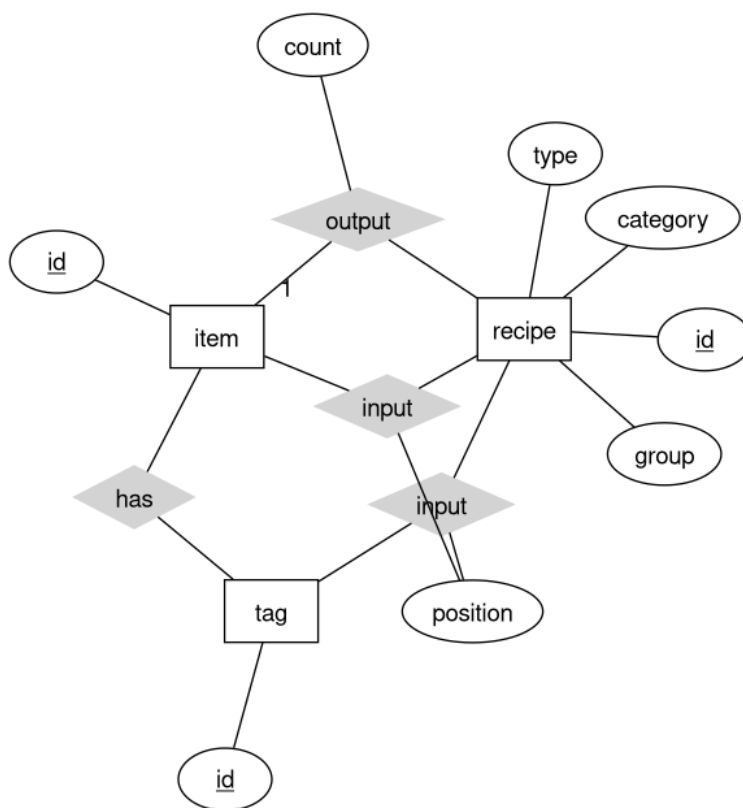 count
type
category
output
id
1
item
recipe
id
input
group
has
input
tag
position
id